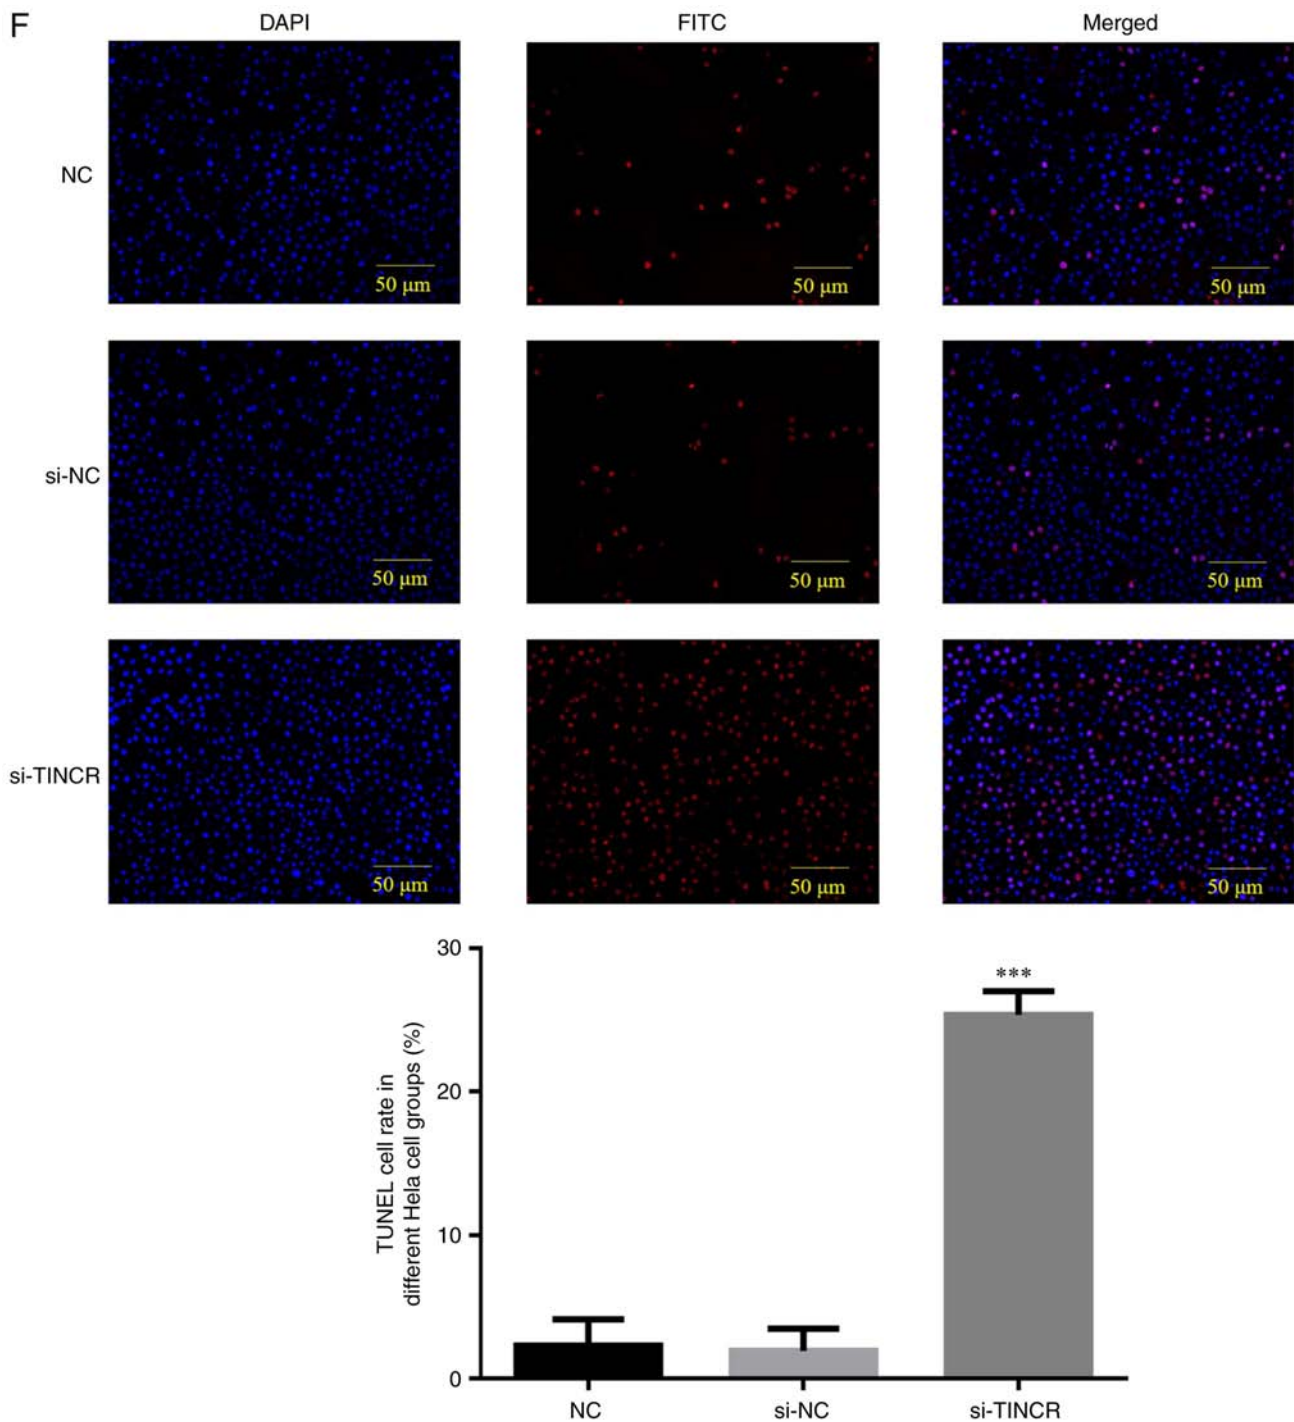 F
DAPI
FITC
Merged
NC
50 µm
50 µm
50 µm
si-NC
50 µm
50 µm
50 µm
si-TINCR
50 µm
50 µm
50 µm
TUNEL cell rate in
different Hela cell groups (%)
30
20
10
0
***
NC
si-NC
si-TINCR